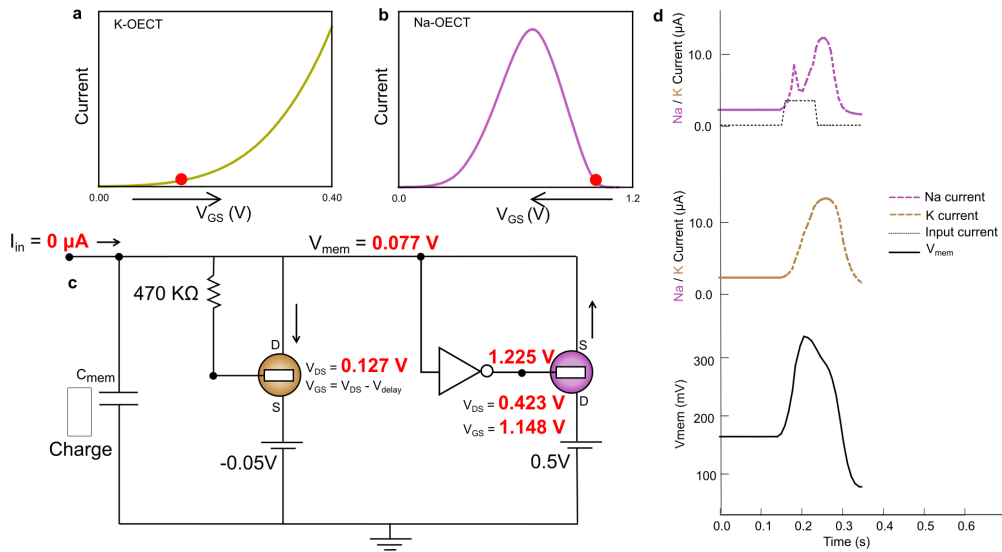 a
K-OECT
Current
0.00
0.40
V_GS (V)
b
Na-OECT
Current
0.0
1.2
V_GS (V)
I_in = 0 µA
V_mem = 0.077 V
c
470 KΩ
D
S
V_DS = 0.127 V
V_GS = V_DS - V_delay
-0.05V
C_mem
Charge
1.225 V
S
D
V_DS = 0.423 V
V_GS = 1.148 V
0.5V
d
Na / K Current (µA)
10.0
0.0
Na / K Current (µA)
10.0
0.0
Na current
K current
Input current
V_mem
Vmem (mV)
300
200
100
0.0
0.1
0.2
0.3
0.4
0.5
0.6
Time (s)